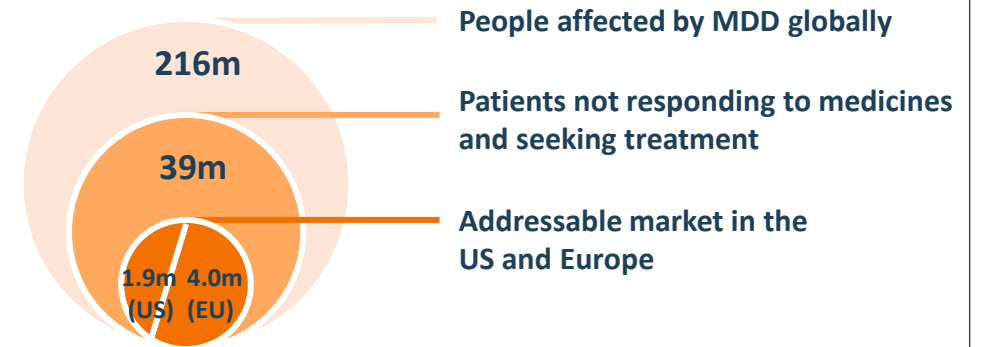 People affected by MDD globally
216m
Patients not responding to medicines
and seeking treatment
39m
Addressable market in the
US and Europe
1.9m 4.0m
(US) (EU)